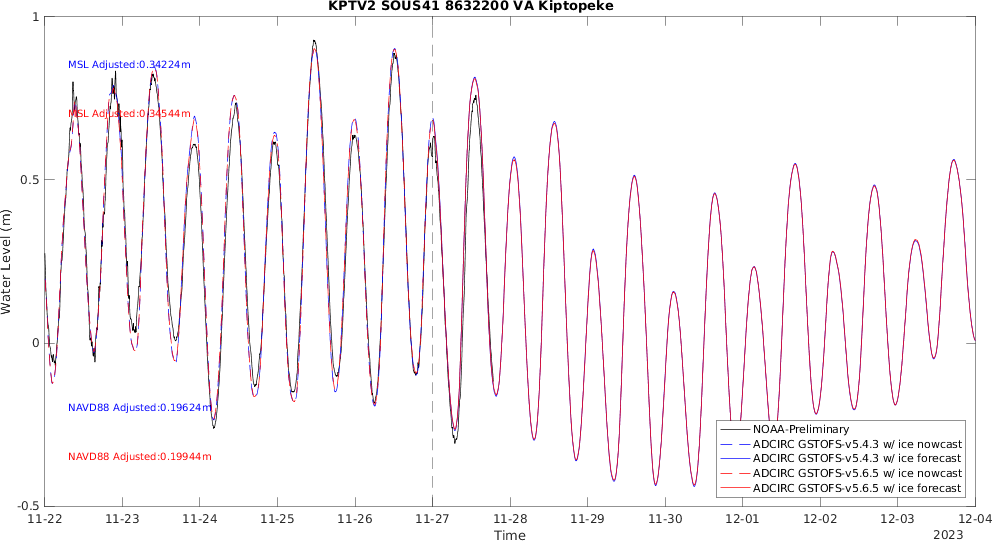 KPTV2 SOUS41 8632200 VA Kiptopeke
1
0.5
0
-0.5
Water Level (m)
MSL Adjusted:0.34224m
MSL Adjusted:0.34544m
NAVD88 Adjusted:0.19624m
NAVD88 Adjusted:0.19944m
NOAA-Preliminary
ADCIRC GSTOFS-v5.4.3 w/ ice nowcast
ADCIRC GSTOFS-v5.4.3 w/ ice forecast
ADCIRC GSTOFS-v5.6.5 w/ ice nowcast
ADCIRC GSTOFS-v5.6.5 w/ ice forecast
11-22 11-23 11-24 11-25 11-26 11-27 11-28 11-29 11-30 12-01 12-02 12-03 12-04
Time
2023